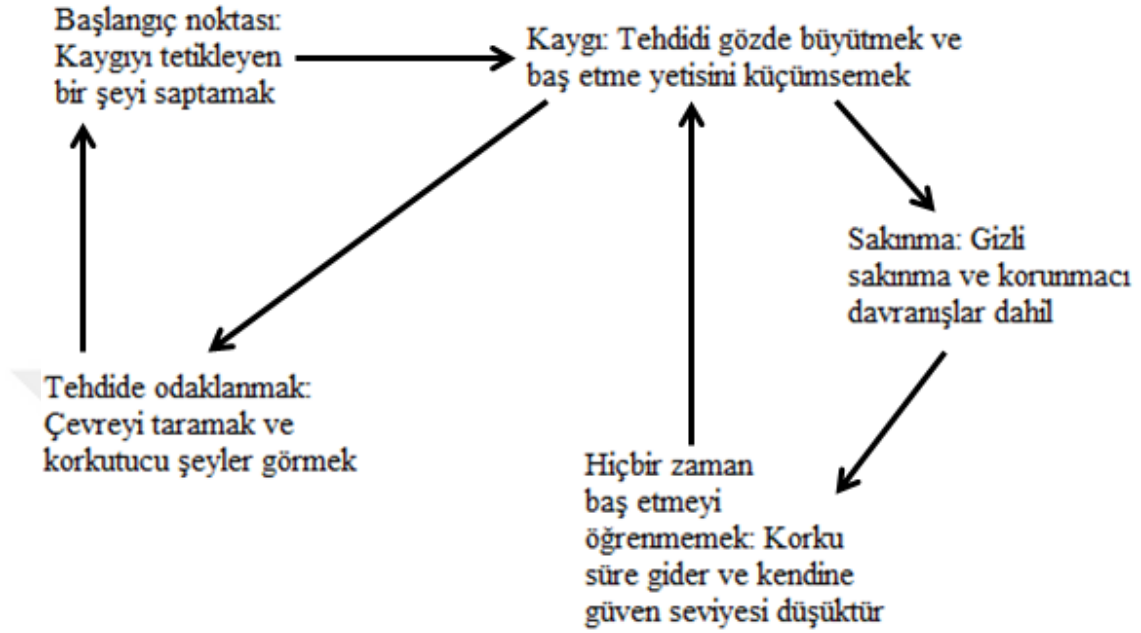 Başlangıç noktası:
Kaygıyı tetikleyen
bir şeyi saptamak
Kaygı: Tehdidi gözde büyütmek ve
baş etme yetisini küçümsemek
Sakınma: Gizli
sakınma ve korunmacı
davranışlar dahil
Tehdide odaklanmak:
Çevreyi taramak ve
korkutucu şeyler görmek
Hiçbir zaman
baş etmeyi
öğrenmemek: Korku
süre gider ve kendine
güven seviyesi düşüktür